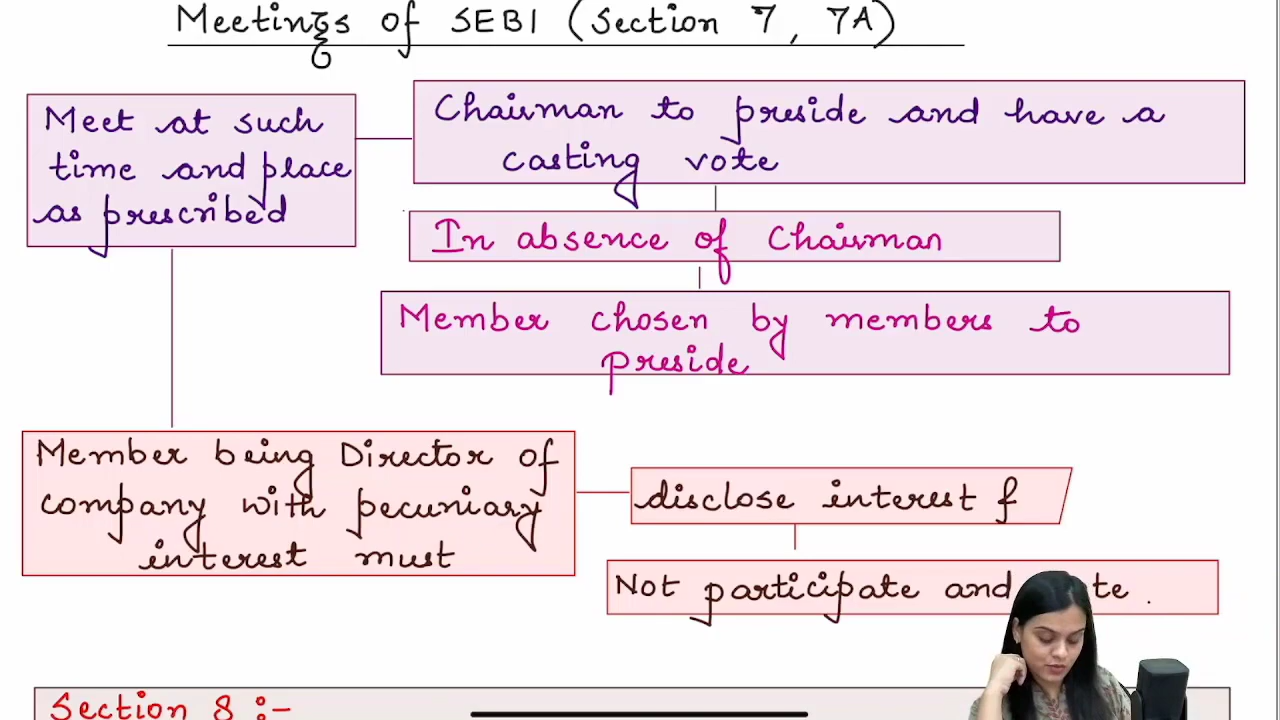 Meetings of SEBI (Section 7, 7A)
Meet at such
time and place
as prescribed
Chairman to preside and have a
casting vote
In absence of Chairman
Member chosen by members to
preside
Member being Director of
company with pecuniary
interest must
disclose interest f
Not participate and
Section 8 :-